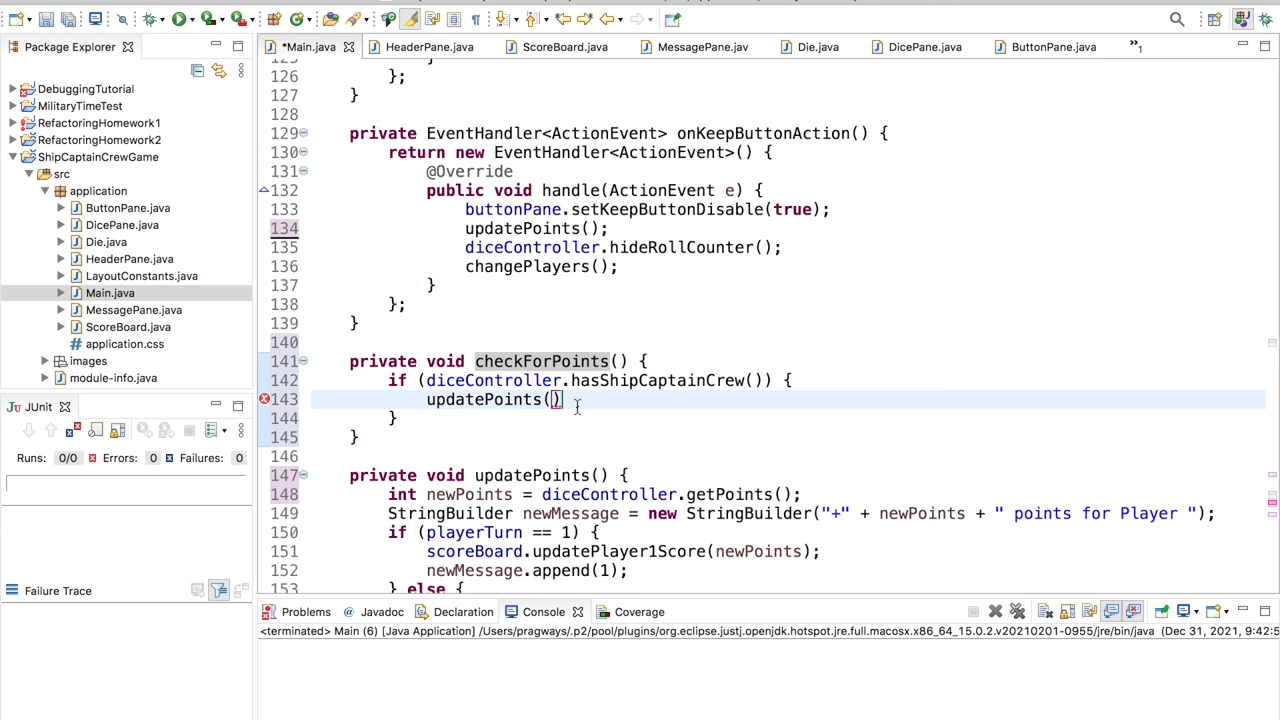 Package Explorer
*Main.java
HeaderPane.java
ScoreBoard.java
MessagePane.jav
Die.java
DicePane.java
ButtonPane.java
»1
DebuggingTutorial
MilitaryTimeTest
RefactoringHomework1
RefactoringHomework2
ShipCaptainCrewGame
src
application
ButtonPane.java
DicePane.java
Die.java
HeaderPane.java
LayoutConstants.java
Main.java
MessagePane.java
ScoreBoard.java
application.css
images
module-info.java
JUnit
Runs: 0/0 Errors: 0 Failures: 0
Failure Trace
125 }
126 };
127 }
128
129 private EventHandler<ActionEvent> onKeepButtonAction() {
130 return new EventHandler<ActionEvent>() {
131 @Override
132 public void handle(ActionEvent e) {
133 buttonPane.setKeepButtonDisable(true);
134 updatePoints();
135 diceController.hideRollCounter();
136 changePlayers();
137 }
138 };
139 }
140
141 private void checkForPoints() {
142 if (diceController.hasShipCaptainCrew()) {
143 updatePoints()
144 }
145 }
146
147 private void updatePoints() {
148 int newPoints = diceController.getPoints();
149 StringBuilder newMessage = new StringBuilder("+" + newPoints + " points for Player ");
150 if (playerTurn == 1) {
151 scoreBoard.updatePlayer1Score(newPoints);
152 newMessage.append(1);
153 } else {
Problems
@ Javadoc
Declaration
Console
Coverage
<terminated> Main (6) [Java Application] /Users/pragways/.p2/pool/plugins/org.eclipse.justj.openjdk.hotspot.jre.full.macosx.x86_64_15.0.2.v20210201-0955/jre/bin/java (Dec 31, 2021, 9:42:5